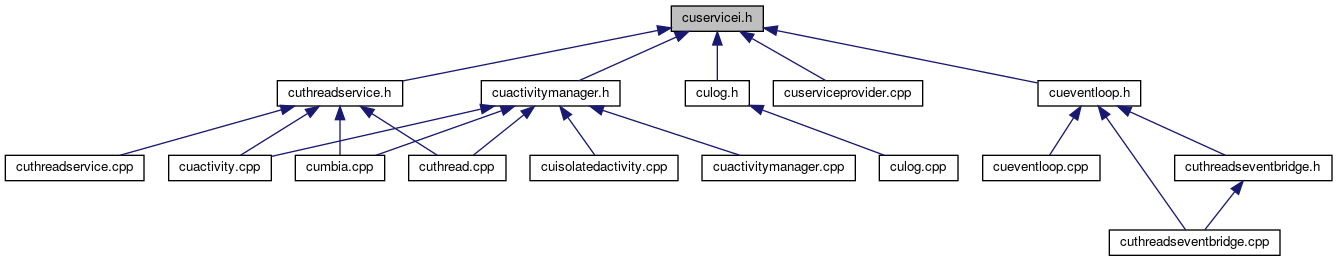 cuservicei.h
cuthreadservice.h
cuactivitymanager.h
culog.h
cuserviceprovider.cpp
cueventloop.h
cuthreadservice.cpp
cuactivity.cpp
cumbia.cpp
cuthread.cpp
cuisolatedactivity.cpp
cuactivitymanager.cpp
culog.cpp
cueventloop.cpp
cuthreadseventbridge.h
cuthreadseventbridge.cpp